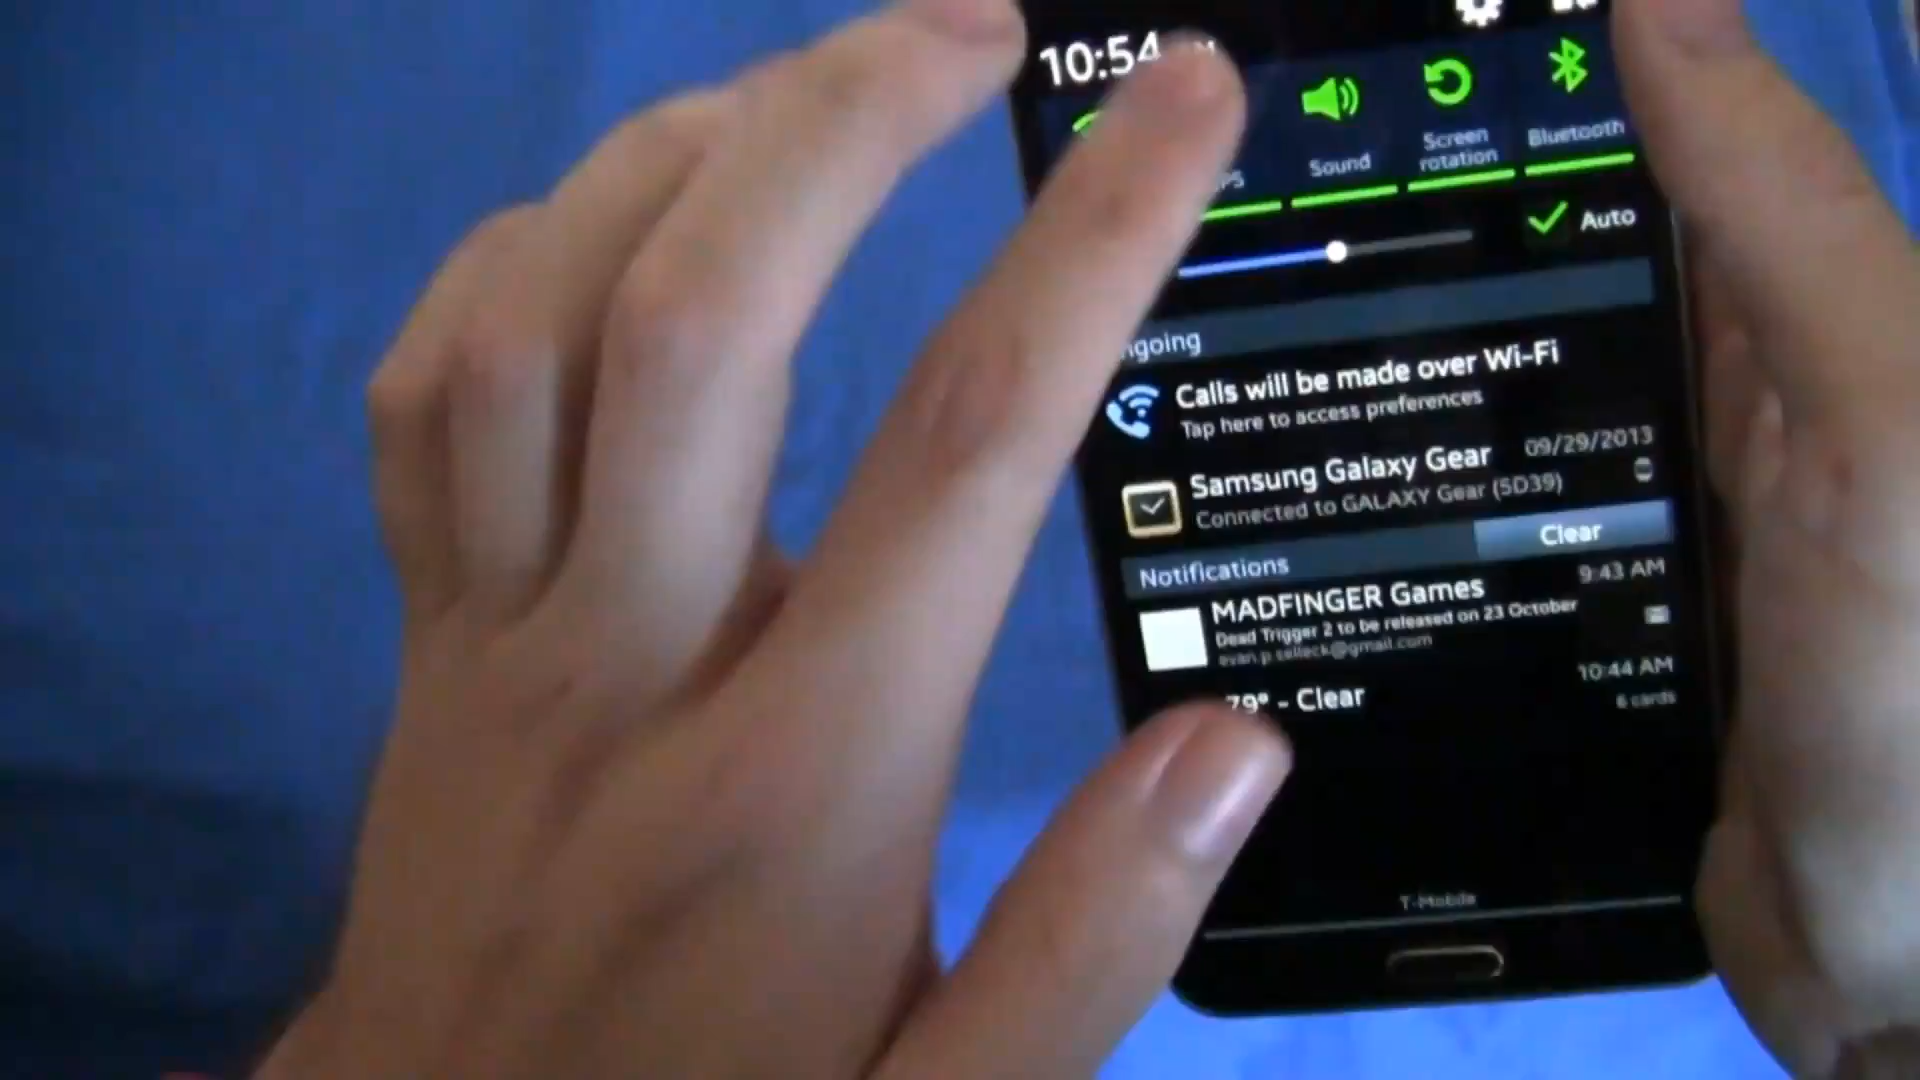 10:54
Sound
Screen
rotation
Bluetooth
Auto
Calls will be made over Wi-Fi
Tap here to access preferences
Samsung Galaxy Gear 09/29/2013
Connected to GALAXY Gear (5D39)
Clear
Notifications
MADFINGER Games 9:43 AM
Dead Trigger 2 to be released on 23 October
evan.p.selleck@gmail.com
79° - Clear 10:44 AM
6 cards
T-Mobile